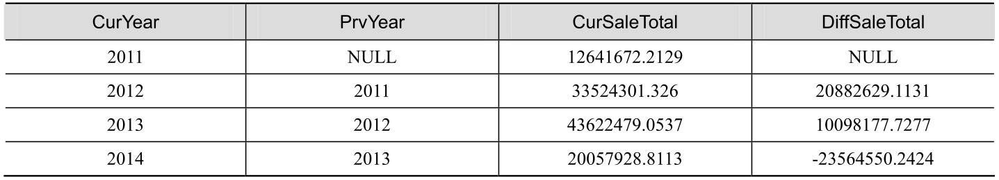 CurYear PrvYear CurSaleTotal DiffSaleTotal
2011 NULL 12641672.2129 NULL
2012 2011 33524301.326 20882629.1131
2013 2012 43622479.0537 10098177.7277
2014 2013 20057928.8113 -23564550.2424